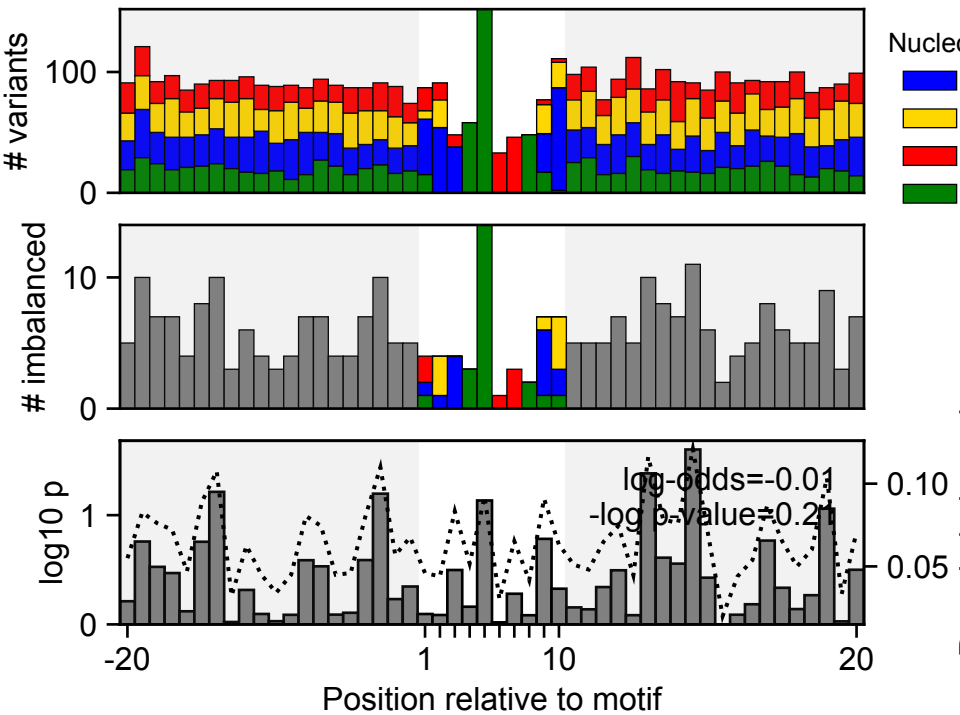 # variants
100
0
Nucleo
# imbalanced
10
0
log10 p
1
0
log-odds=-0.01
-log p-value=0.21
0.10
0.05
-20
1
10
20
Position relative to motif